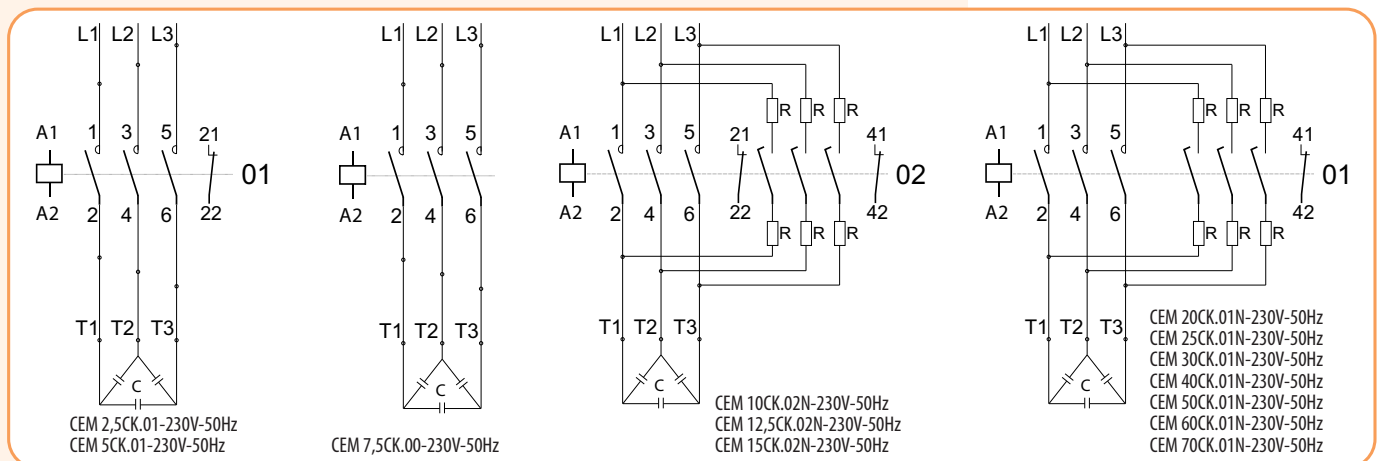 L1 L2 L3
A1 1 3 5 21
01
A2 2 4 6 22
T1 T2 T3
C
CEM 2,5CK.01-230V-50Hz
CEM 5CK.01-230V-50Hz
L1 L2 L3
A1 1 3 5
A2 2 4 6
T1 T2 T3
C
CEM 7,5CK.00-230V-50Hz
L1 L2 L3
R R R
A1 1 3 5 21 41
02
A2 2 4 6 22 42
R R R
T1 T2 T3
C
CEM 10CK.02N-230V-50Hz
CEM 12,5CK.02N-230V-50Hz
CEM 15CK.02N-230V-50Hz
L1 L2 L3
R R R
A1 1 3 5 41
01
A2 2 4 6 42
R R R
T1 T2 T3
C
CEM 20CK.01N-230V-50Hz
CEM 25CK.01N-230V-50Hz
CEM 30CK.01N-230V-50Hz
CEM 40CK.01N-230V-50Hz
CEM 50CK.01N-230V-50Hz
CEM 60CK.01N-230V-50Hz
CEM 70CK.01N-230V-50Hz